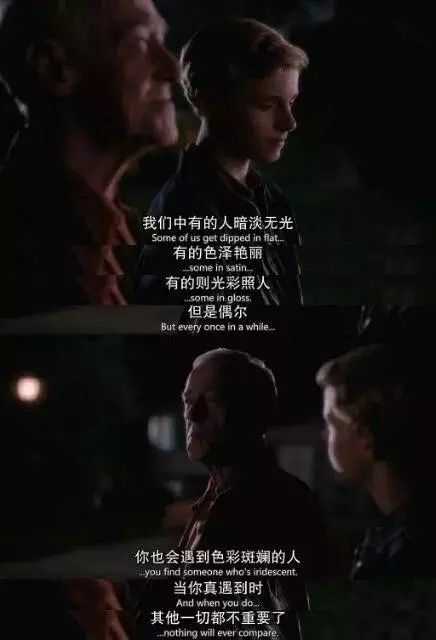 我们中有的人暗淡无光
Some of us get dipped in flat...
有的色泽艳丽
...some in satin...
有的则光彩照人
...some in gloss.
但是偶尔
But every once in a while...
你也会遇到色彩斑斓的人
...you find someone who's iridescent.
当你真遇到时
And when you do...
其他一切都不重要了
...nothing will ever compare.